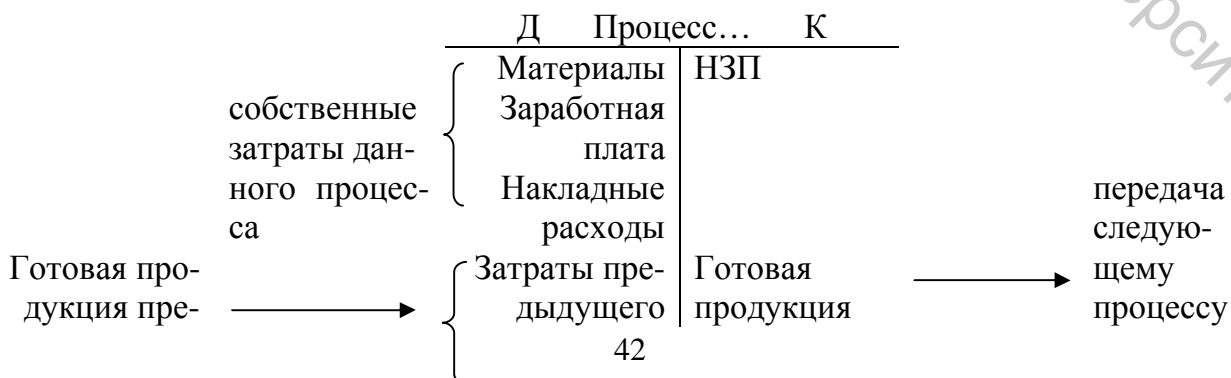 Д Процесс… К
Материалы НЗП
собственные Заработная
затраты дан- плата
ного процес- Накладные передача
са расходы следую-
Готовая про- Затраты пре- Готовая щему
дукция пре- дыдущего продукция процессу
42